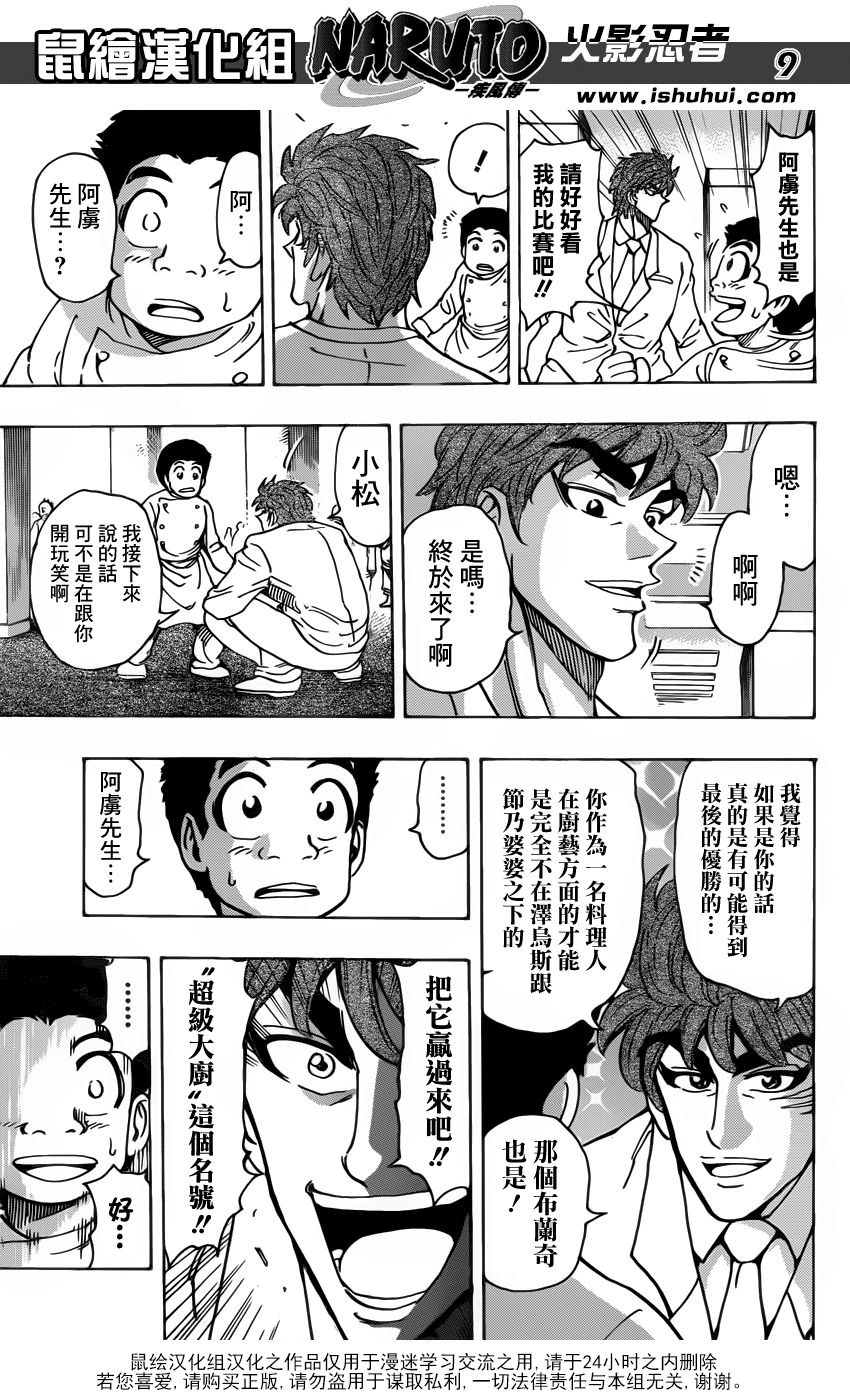 鼠繪漢化組
NARUTO
疾風傳
火影忍者
9
www.ishuhui.com
阿虜先生也是
請好好看
我的比賽吧!!
!
阿…
阿虜
先生…?
嗯…
啊啊
是嗎…
終於來了啊
小松
我接下來
說的話
可不是在跟你
開玩笑啊
我覺得
如果是你的話
真的是有可能得到
最後的優勝的…
你作為一名料理人
在廚藝方面的才能
是完全不在澤烏斯跟
節乃婆婆之下的
………
阿虜先生…
那個布蘭奇
也是!
把它贏過來吧!!
"超級大廚"這個名號!!
……
好…
鼠绘汉化组汉化之作品仅用于漫迷学习交流之用, 请于24小时之内删除
若您喜爱, 请购买正版, 请勿盗用于谋取私利, 一切法律责任与本组无关, 谢谢。